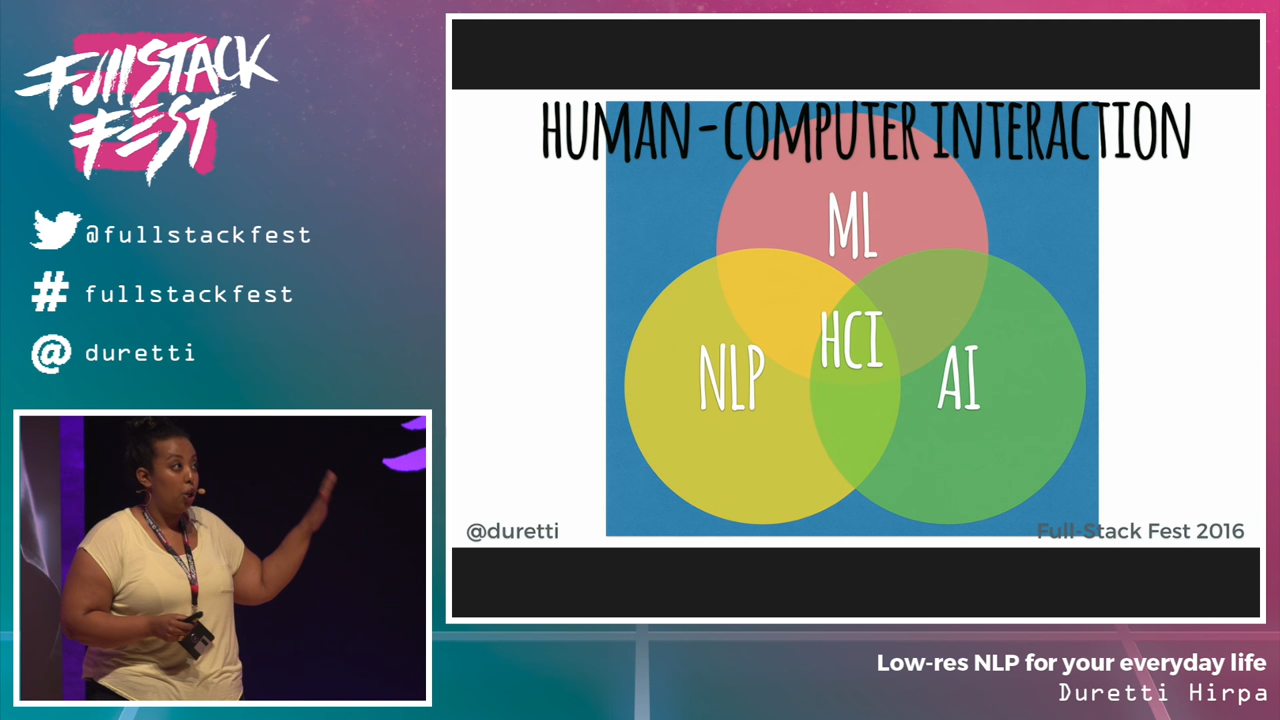 FullStack
Fest
@fullstackfest
# fullstackfest
@ duretti
HUMAN-COMPUTER INTERACTION
ML
HCI
NLP
AI
@duretti
Full-Stack Fest 2016
Low-res NLP for your everyday life
Duretti Hirpa